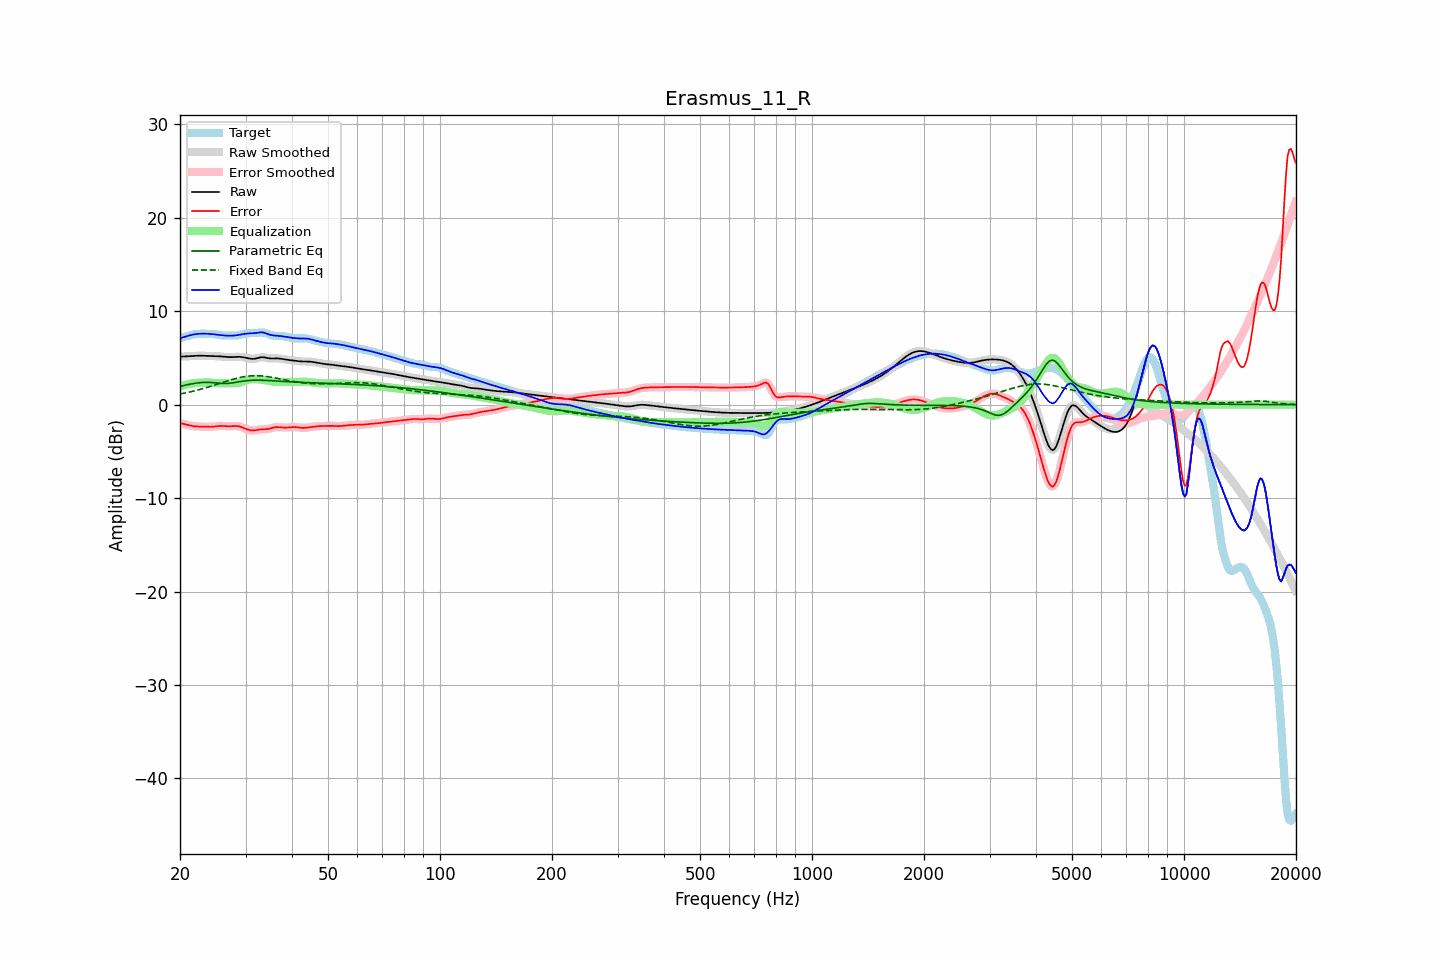 Erasmus_11_R
Target
Raw Smoothed
Error Smoothed
Raw
Error
Equalization
Parametric Eq
Fixed Band Eq
Equalized
30
20
10
0
−10
−20
−30
−40
Amplitude (dBr)
20 50 100 200 500 1000 2000 5000 10000 20000
Frequency (Hz)